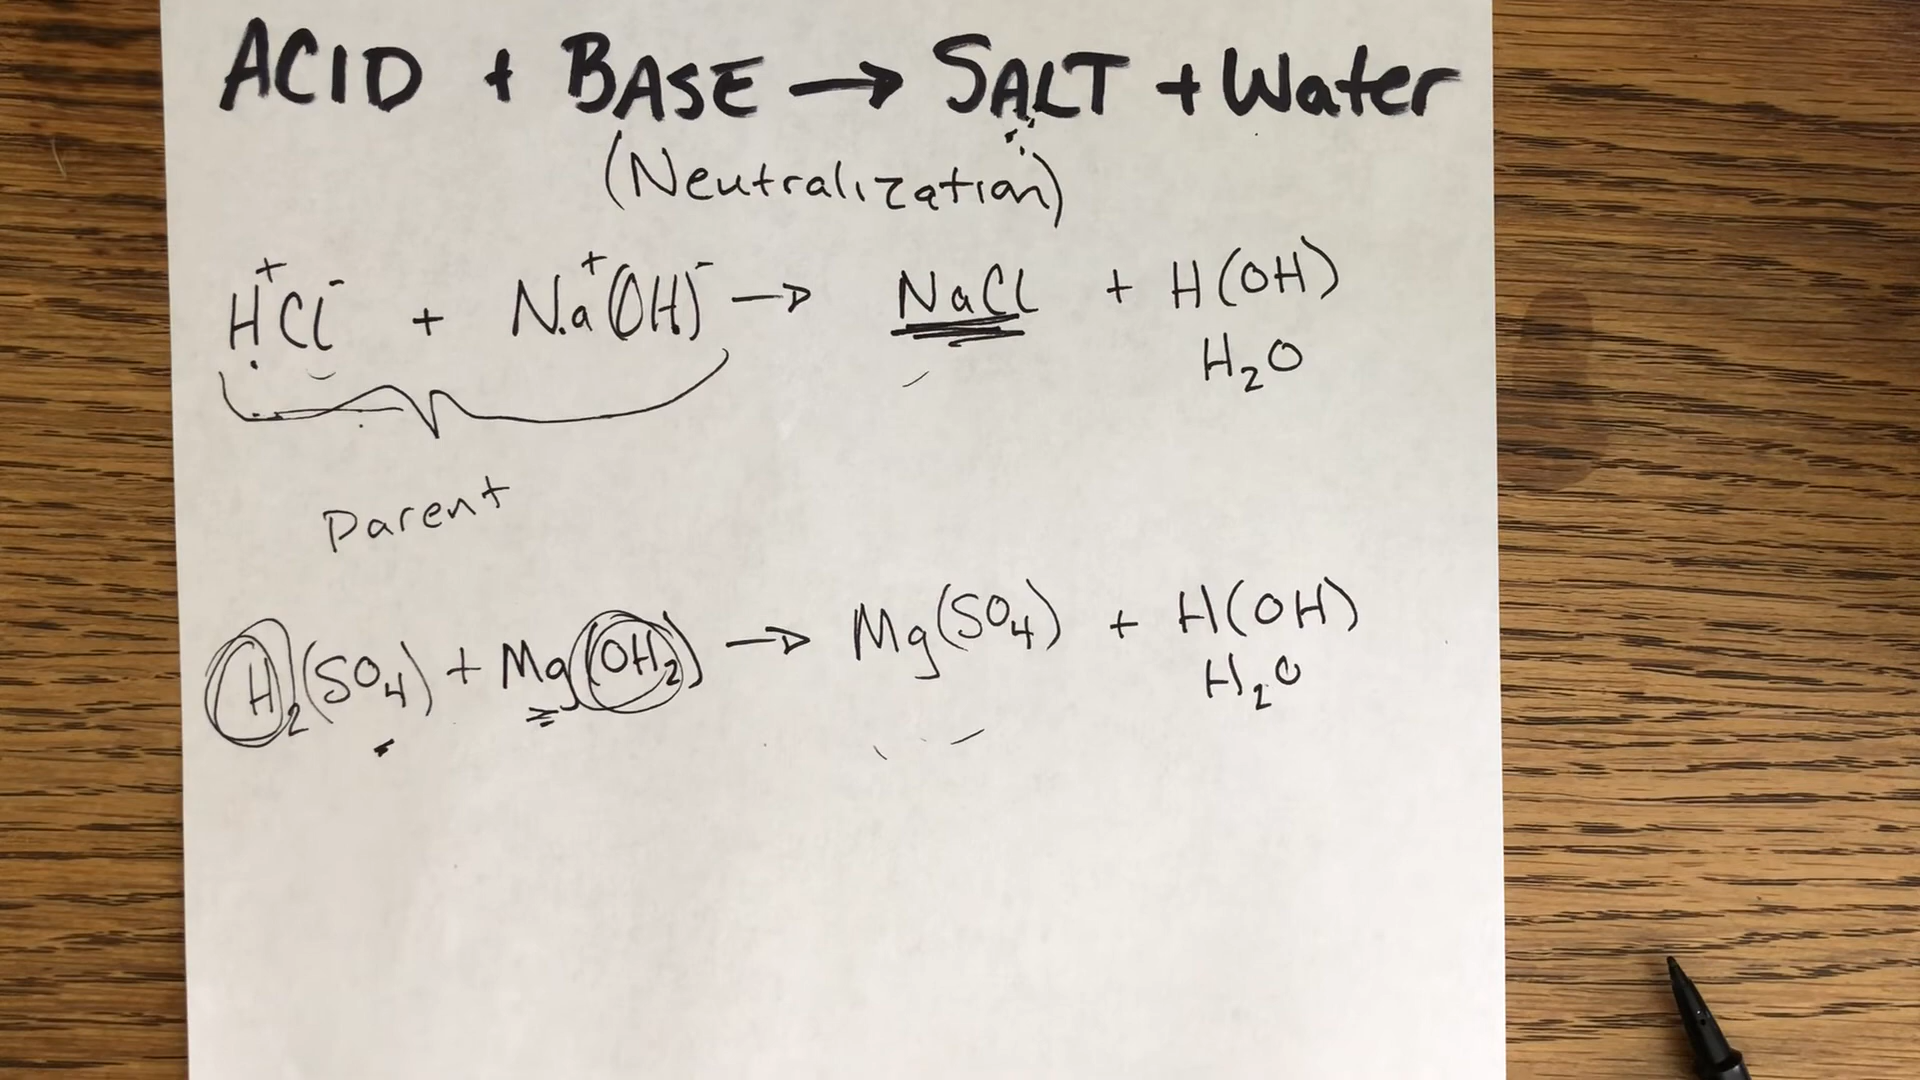 ACID + BASE → SALT + Water
(Neutralization)
H⁺Cl⁻ + Na⁺(OH)⁻ → NaCl + H(OH)
H₂O
Parent
H₂(SO₄) + Mg(OH₂) → Mg(SO₄) + H(OH)
H₂O